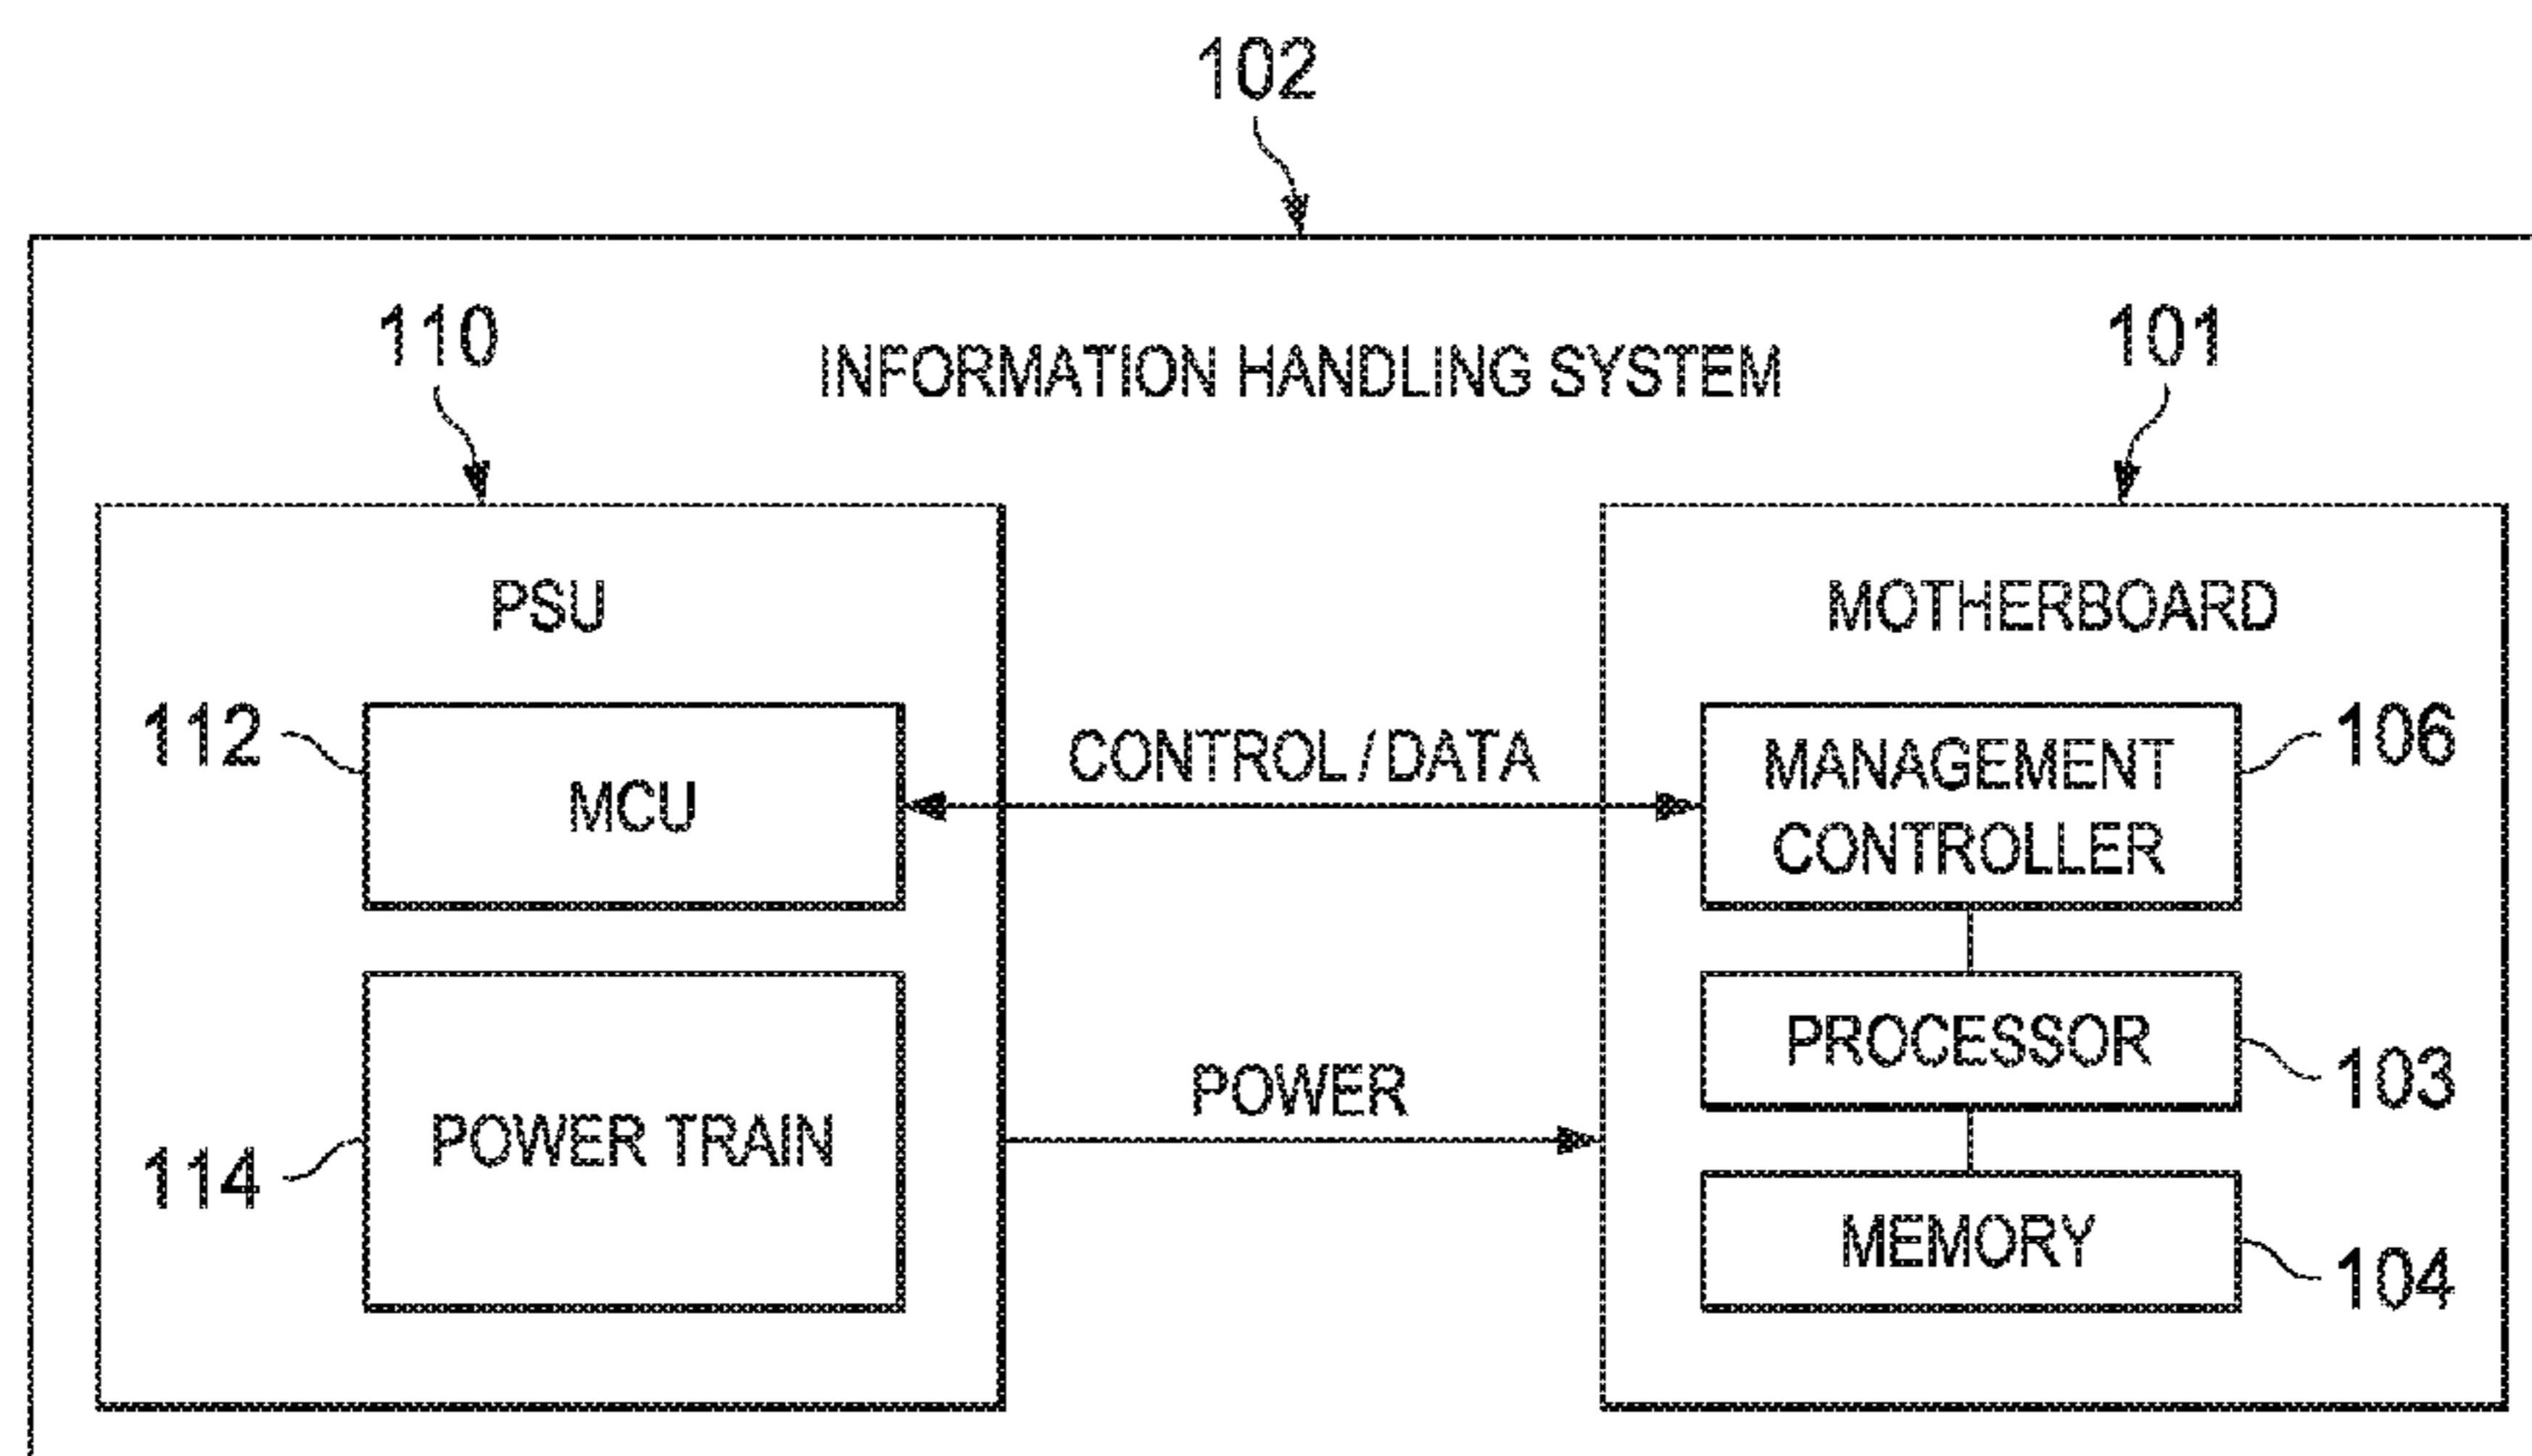 102
110
101
INFORMATION HANDLING SYSTEM
PSU
MOTHERBOARD
112
MCU
CONTROL / DATA
MANAGEMENT
CONTROLLER
106
POWER TRAIN
114
POWER
PROCESSOR
103
MEMORY
104